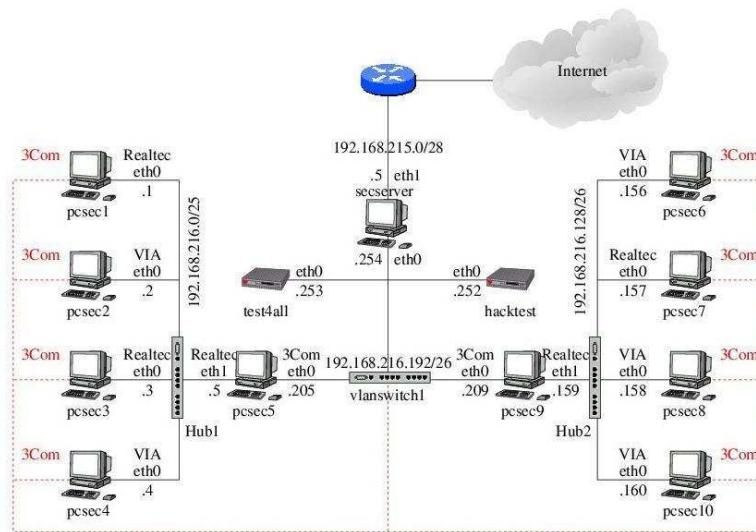 Internet
192.168.215.0/28
.5 eth1
secserver
.254 eth0
eth0
.253
test4all
eth0
.252
hacktest
3Com
Realtec
eth0
.1
pcsec1
3Com
VIA
eth0
.2
pcsec2
192.168.216.0/25
3Com
Realtec
eth0
.3
pcsec3
3Com
VIA
eth0
.4
pcsec4
Hub1
Realtec
eth1
.5
pcsec5
3Com
eth0
.205
192.168.216.192/26
vlanswitch1
3Com
eth0
.209
pcsec9
Realtec
eth1
.159
Hub2
192.168.216.128/26
VIA
eth0
.156
pcsec6
3Com
Realtec
eth0
.157
pcsec7
3Com
VIA
eth0
.158
pcsec8
3Com
VIA
eth0
.160
pcsec10
3Com